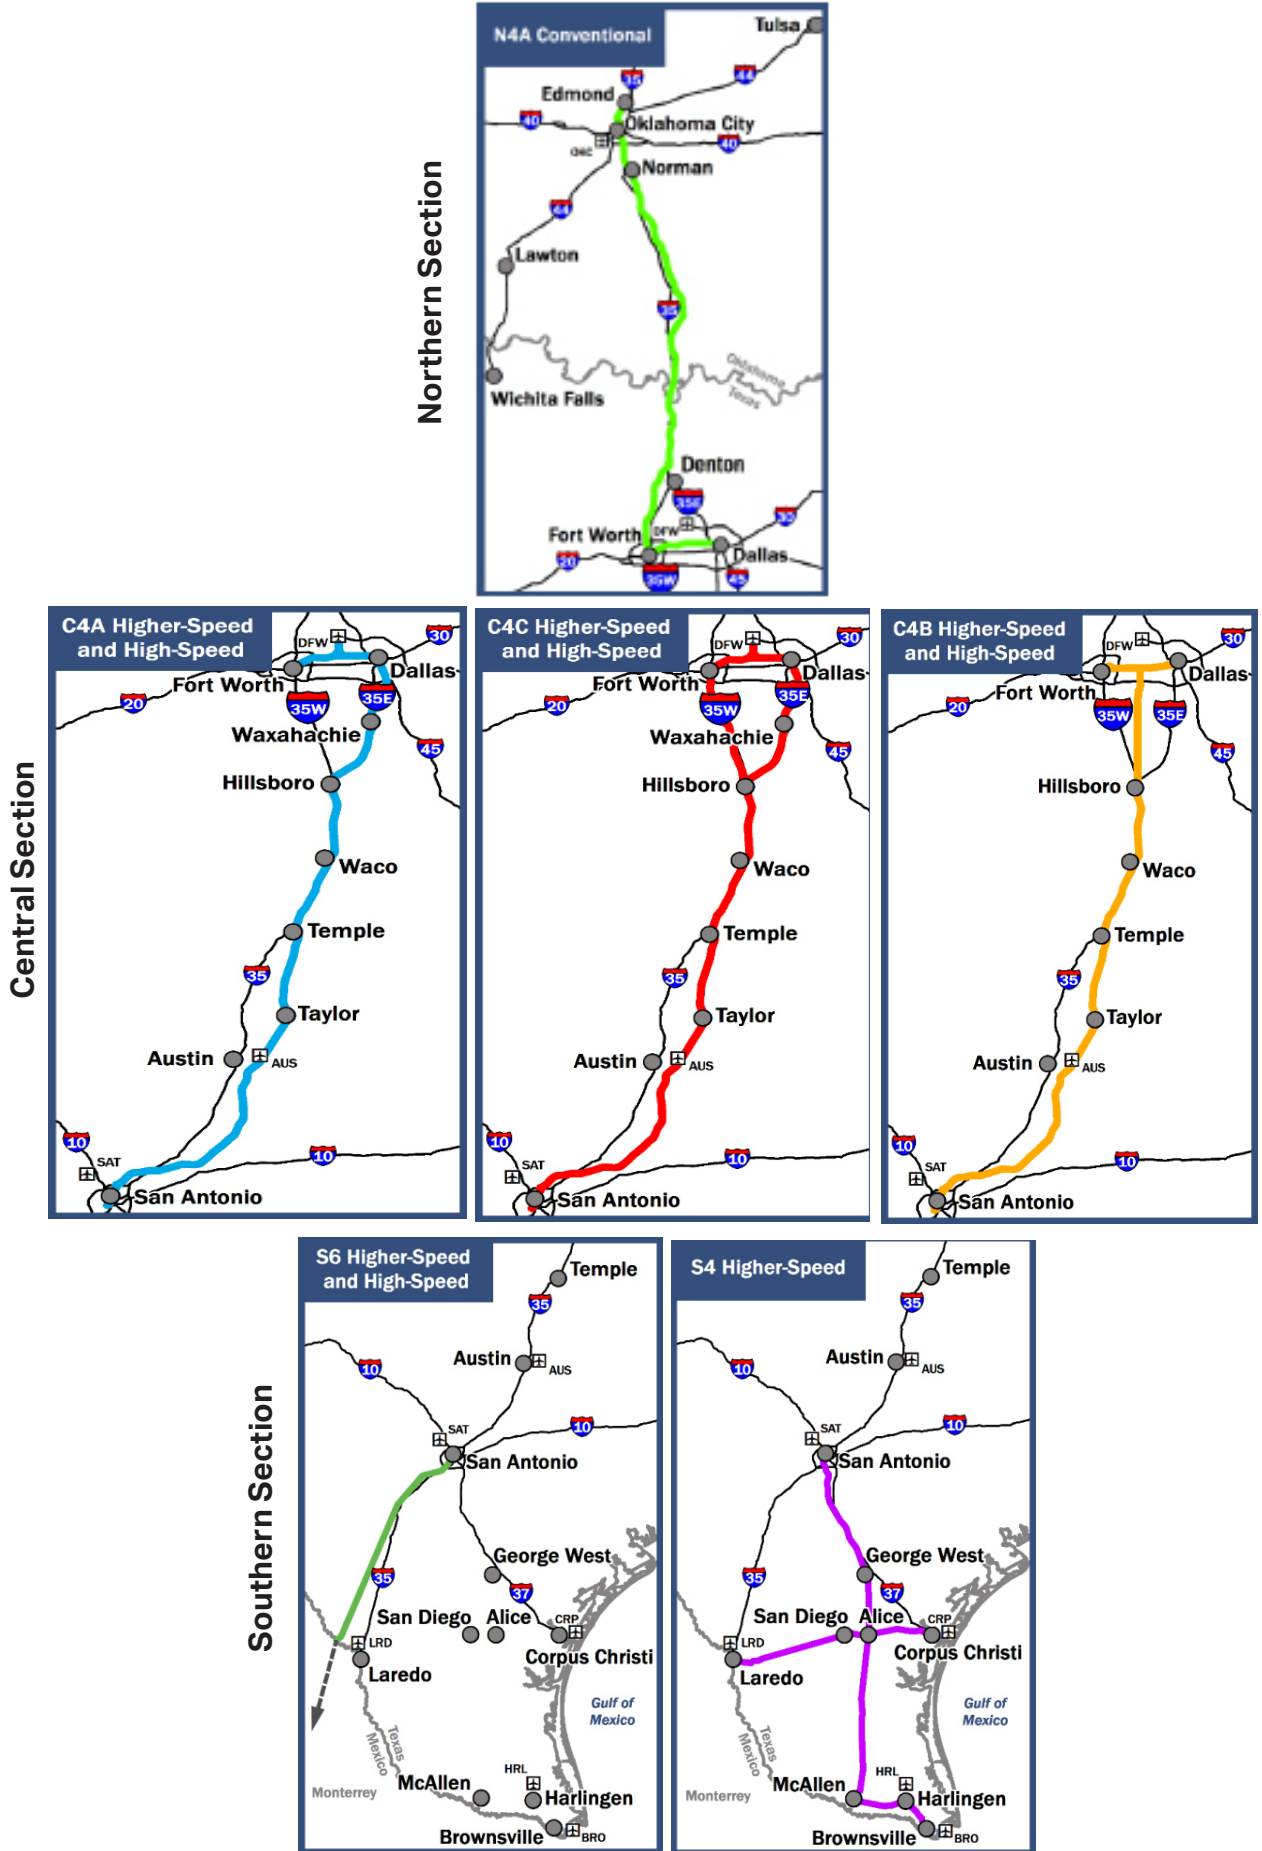 Northern Section
N4A Conventional
Tulsa
35
44
Edmond
40
Oklahoma City
OKC
40
Norman
44
Lawton
35
Oklahoma
Texas
Wichita Falls
Denton
35E
30
Fort Worth
DFW
20
Dallas
35W
45
Central Section
C4A Higher-Speed
and High-Speed
DFW
30
Fort Worth
Dallas
20
35W
35E
Waxahachie
45
Hillsboro
Waco
Temple
35
Taylor
Austin
AUS
10
SAT
10
San Antonio
C4C Higher-Speed
and High-Speed
DFW
30
Fort Worth
Dallas
20
35W
35E
Waxahachie
45
Hillsboro
Waco
Temple
35
Taylor
Austin
AUS
10
SAT
10
San Antonio
C4B Higher-Speed
and High-Speed
DFW
30
Fort Worth
Dallas
20
35W
35E
45
Hillsboro
Waco
Temple
35
Taylor
Austin
AUS
10
SAT
10
San Antonio
Southern Section
S6 Higher-Speed
and High-Speed
Temple
35
Austin
AUS
10
SAT
10
San Antonio
George West
35
37
San Diego
Alice
CRP
LRD
Corpus Christi
Laredo
Gulf of
Mexico
Texas
Mexico
Monterrey
McAllen
HRL
Harlingen
Brownsville
BRO
S4 Higher-Speed
Temple
35
Austin
AUS
10
SAT
10
San Antonio
George West
35
37
San Diego
Alice
CRP
LRD
Corpus Christi
Laredo
Gulf of
Mexico
Texas
Mexico
Monterrey
McAllen
HRL
Harlingen
Brownsville
BRO